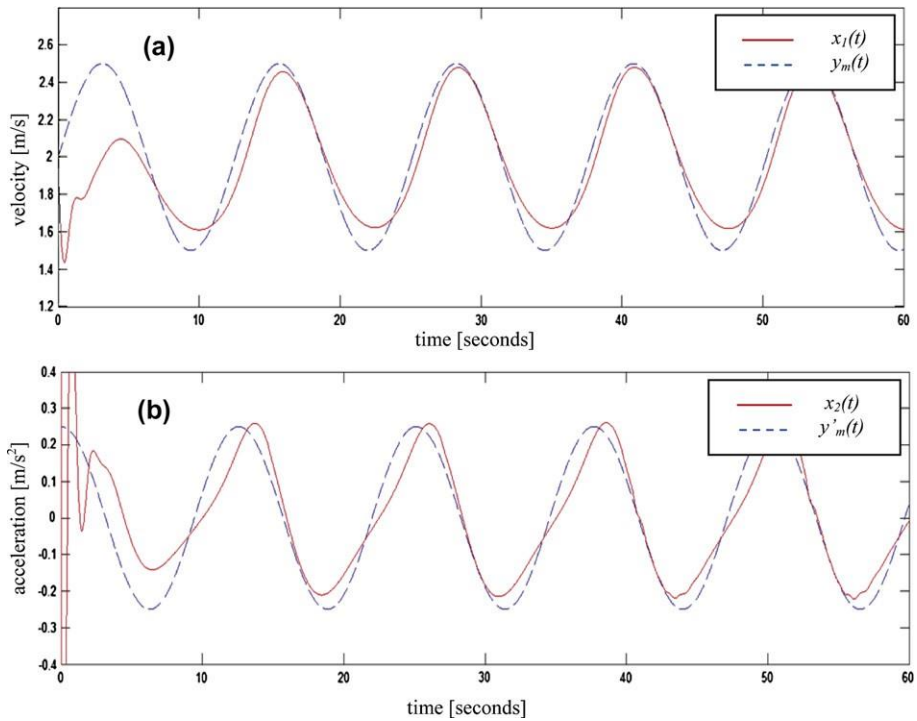 (a)
x₁(t)
yₘ(t)
velocity [m/s]
2.6
2.4
2.2
2
1.8
1.6
1.4
1.2
0 10 20 30 40 50 60
time [seconds]
(b)
x₂(t)
y'ₘ(t)
acceleration [m/s²]
0.4
0.3
0.2
0.1
0
-0.1
-0.2
-0.3
-0.4
0 10 20 30 40 50 60
time [seconds]